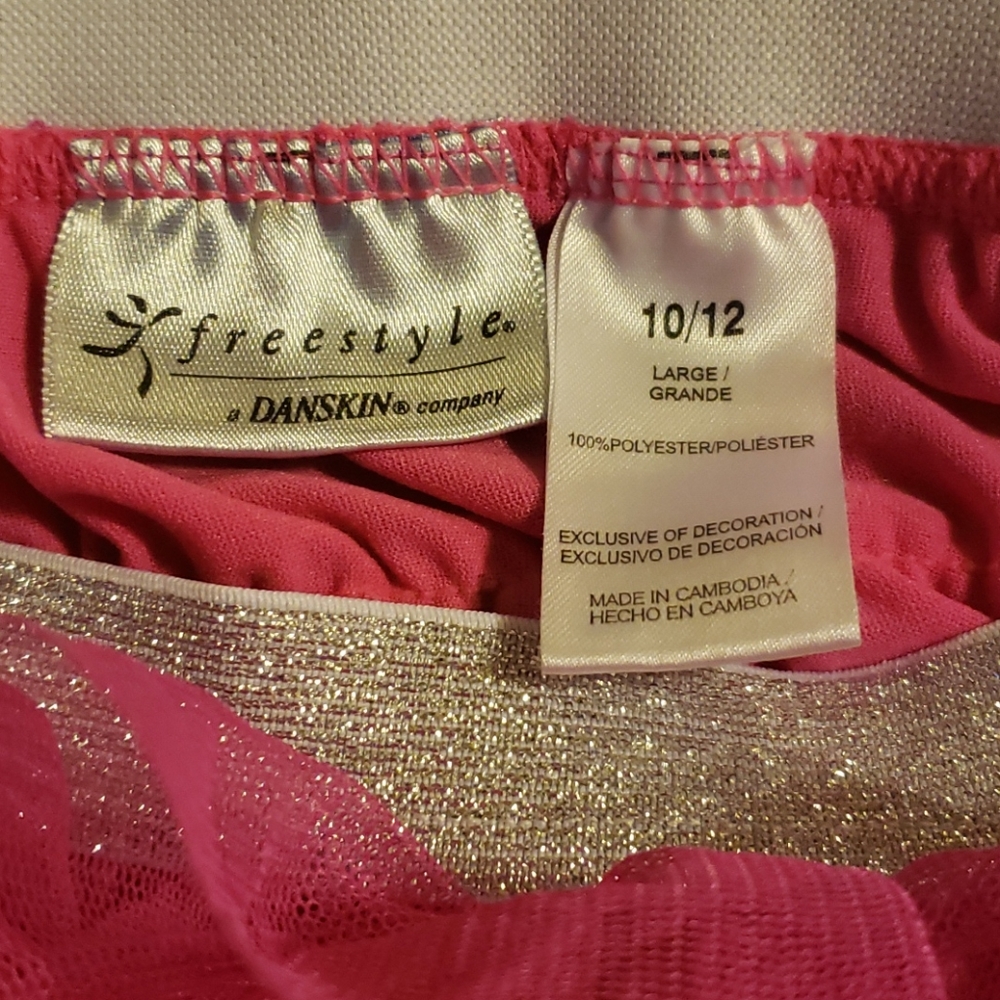 freestyle®
a DANSKIN® company
10/12
LARGE /
GRANDE
100%POLYESTER/POLIÉSTER
EXCLUSIVE OF DECORATION /
EXCLUSIVO DE DECORACIÓN
MADE IN CAMBODIA /
HECHO EN CAMBOYA